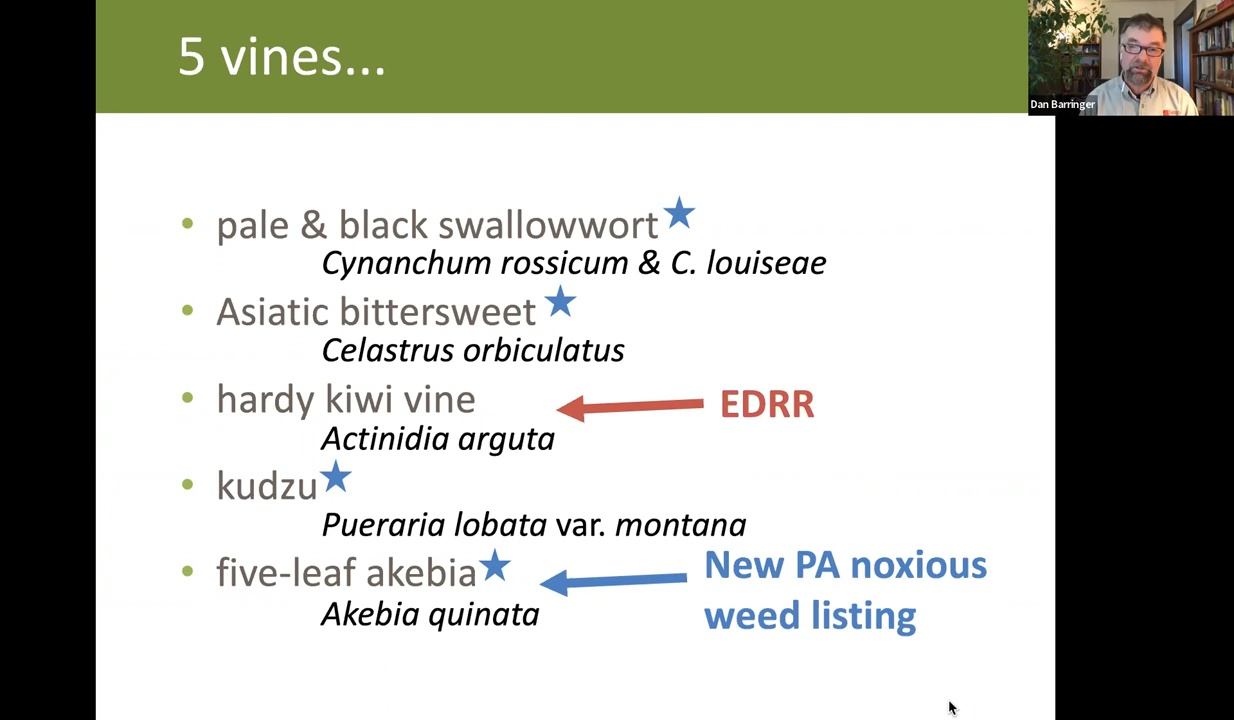 5 vines...
Dan Barringer
• pale & black swallowwort
Cynanchum rossicum & C. louiseae
• Asiatic bittersweet
Celastrus orbiculatus
• hardy kiwi vine
EDRR
Actinidia arguta
• kudzu
Pueraria lobata var. montana
• five-leaf akebia
Akebia quinata
New PA noxious
weed listing